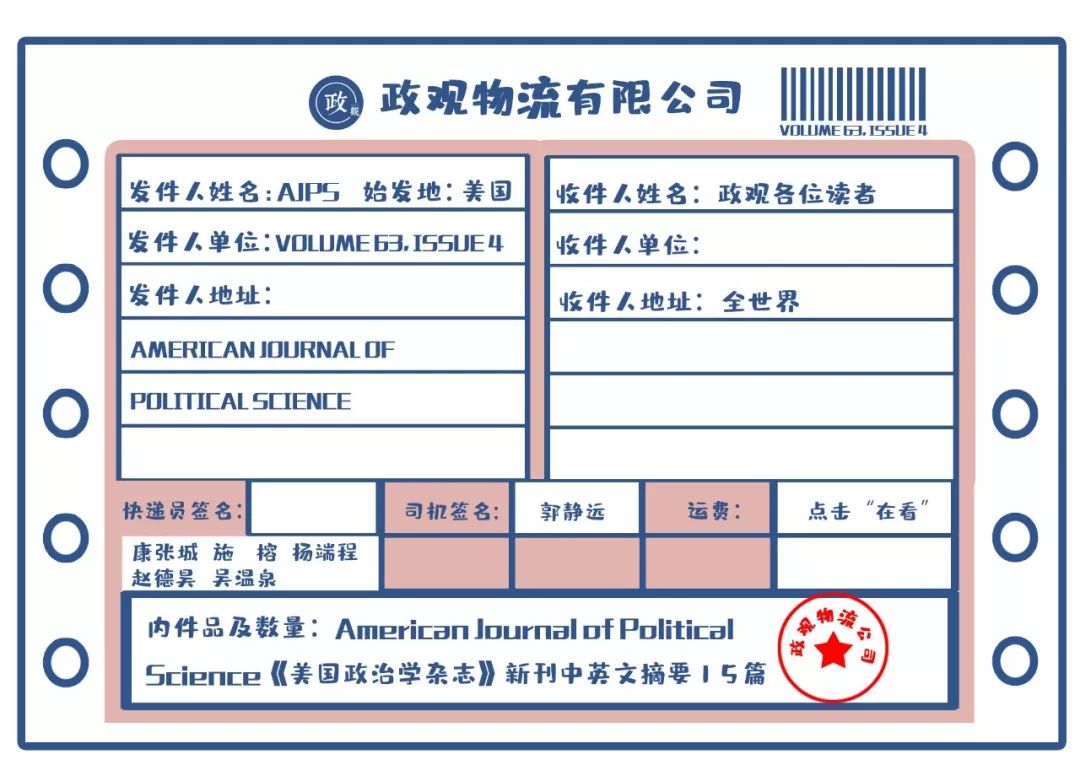 政观
政观物流有限公司
VOLUME 63, ISSUE 4
发件人姓名:AJPS 始发地:美国
发件人单位:VOLUME 63, ISSUE 4
发件人地址:
AMERICAN JOURNAL OF
POLITICAL SCIENCE
收件人姓名:政观各位读者
收件人单位:
收件人地址:全世界
快递员签名:
司机签名:
郭静远
运费:
点击“在看”
康张城 施 榕 扬端程
赵德昊 吴温泉
内件品及数量:American Journal of Political
Science《美国政治学杂志》新刊中英文摘要15篇
政观物流公司